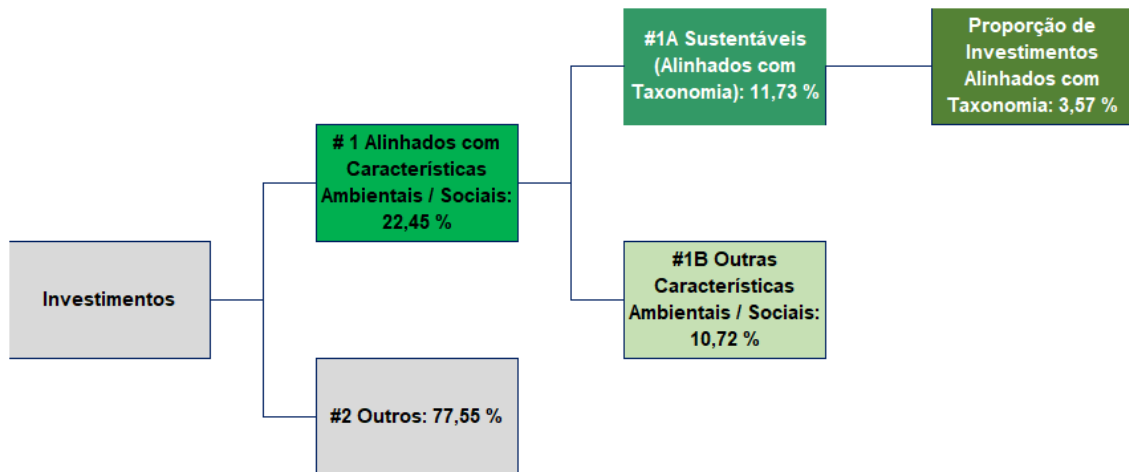 #1A Sustentáveis
(Alinhados com
Taxonomia): 11,73 %
Proporção de
Investimentos
Alinhados com
Taxonomia: 3,57 %
# 1 Alinhados com
Características
Ambientais / Sociais:
22,45 %
Investimentos
#1B Outras
Características
Ambientais / Sociais:
10,72 %
#2 Outros: 77,55 %